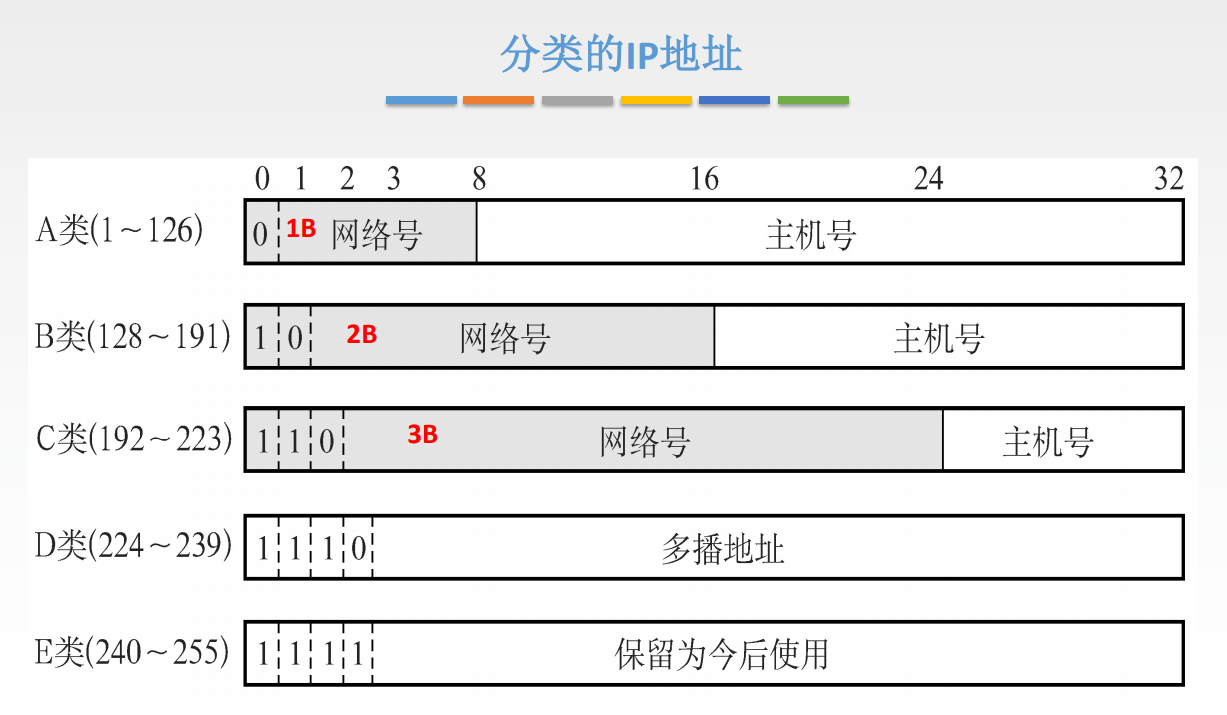 分类的IP地址
0 1 2 3 8 16 24 32
A类(1～126) 0 1B 网络号 主机号
B类(128～191) 1 0 2B 网络号 主机号
C类(192～223) 1 1 0 3B 网络号 主机号
D类(224～239) 1 1 1 0 多播地址
E类(240～255) 1 1 1 1 保留为今后使用